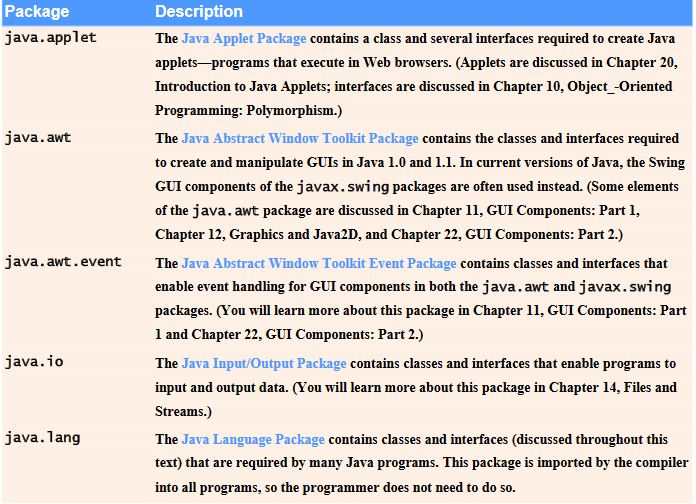 Package Description
java.applet The Java Applet Package contains a class and several interfaces required to create Java
applets—programs that execute in Web browsers. (Applets are discussed in Chapter 20,
Introduction to Java Applets; interfaces are discussed in Chapter 10, Object_-Oriented
Programming: Polymorphism.)
java.awt The Java Abstract Window Toolkit Package contains the classes and interfaces required
to create and manipulate GUIs in Java 1.0 and 1.1. In current versions of Java, the Swing
GUI components of the javax.swing packages are often used instead. (Some elements
of the java.awt package are discussed in Chapter 11, GUI Components: Part 1,
Chapter 12, Graphics and Java2D, and Chapter 22, GUI Components: Part 2.)
java.awt.event The Java Abstract Window Toolkit Event Package contains classes and interfaces that
enable event handling for GUI components in both the java.awt and javax.swing
packages. (You will learn more about this package in Chapter 11, GUI Components: Part
1 and Chapter 22, GUI Components: Part 2.)
java.io The Java Input/Output Package contains classes and interfaces that enable programs to
input and output data. (You will learn more about this package in Chapter 14, Files and
Streams.)
java.lang The Java Language Package contains classes and interfaces (discussed throughout this
text) that are required by many Java programs. This package is imported by the compiler
into all programs, so the programmer does not need to do so.